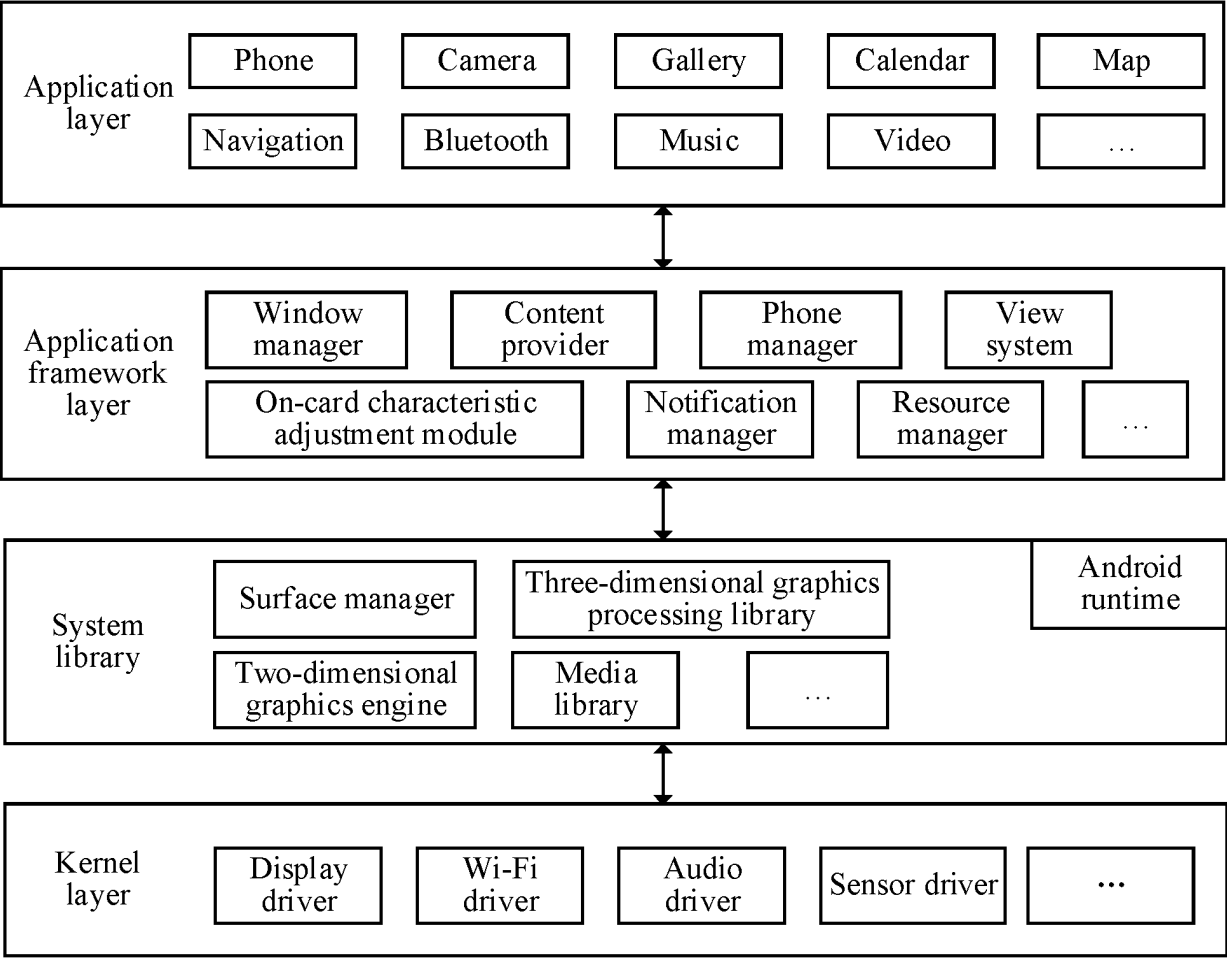 Application
layer
Phone
Camera
Gallery
Calendar
Map
Navigation
Bluetooth
Music
Video
...
Application
framework
layer
Window
manager
Content
provider
Phone
manager
View
system
On-card characteristic
adjustment module
Notification
manager
Resource
manager
...
System
library
Surface manager
Three-dimensional graphics
processing library
Android
runtime
Two-dimensional
graphics engine
Media
library
...
Kernel
layer
Display
driver
Wi-Fi
driver
Audio
driver
Sensor driver
...